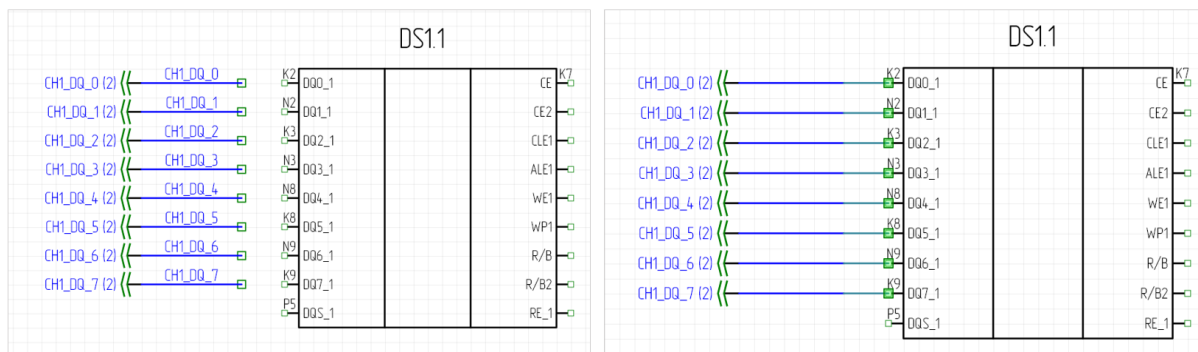 DS1.1
CH1_DQ_0 (2) CH1_DQ_0 K2 DQ0_1 CE K7
CH1_DQ_1 (2) CH1_DQ_1 N2 DQ1_1 CE2
CH1_DQ_2 (2) CH1_DQ_2 K3 DQ2_1 CLE1
CH1_DQ_3 (2) CH1_DQ_3 N3 DQ3_1 ALE1
CH1_DQ_4 (2) CH1_DQ_4 N8 DQ4_1 WE1
CH1_DQ_5 (2) CH1_DQ_5 K8 DQ5_1 WP1
CH1_DQ_6 (2) CH1_DQ_6 N9 DQ6_1 R/B
CH1_DQ_7 (2) CH1_DQ_7 K9 DQ7_1 R/B2
P5 DQS_1 RE_1
DS1.1
CH1_DQ_0 (2) K2 DQ0_1 CE K7
CH1_DQ_1 (2) N2 DQ1_1 CE2
CH1_DQ_2 (2) K3 DQ2_1 CLE1
CH1_DQ_3 (2) N3 DQ3_1 ALE1
CH1_DQ_4 (2) N8 DQ4_1 WE1
CH1_DQ_5 (2) K8 DQ5_1 WP1
CH1_DQ_6 (2) N9 DQ6_1 R/B
CH1_DQ_7 (2) K9 DQ7_1 R/B2
P5 DQS_1 RE_1